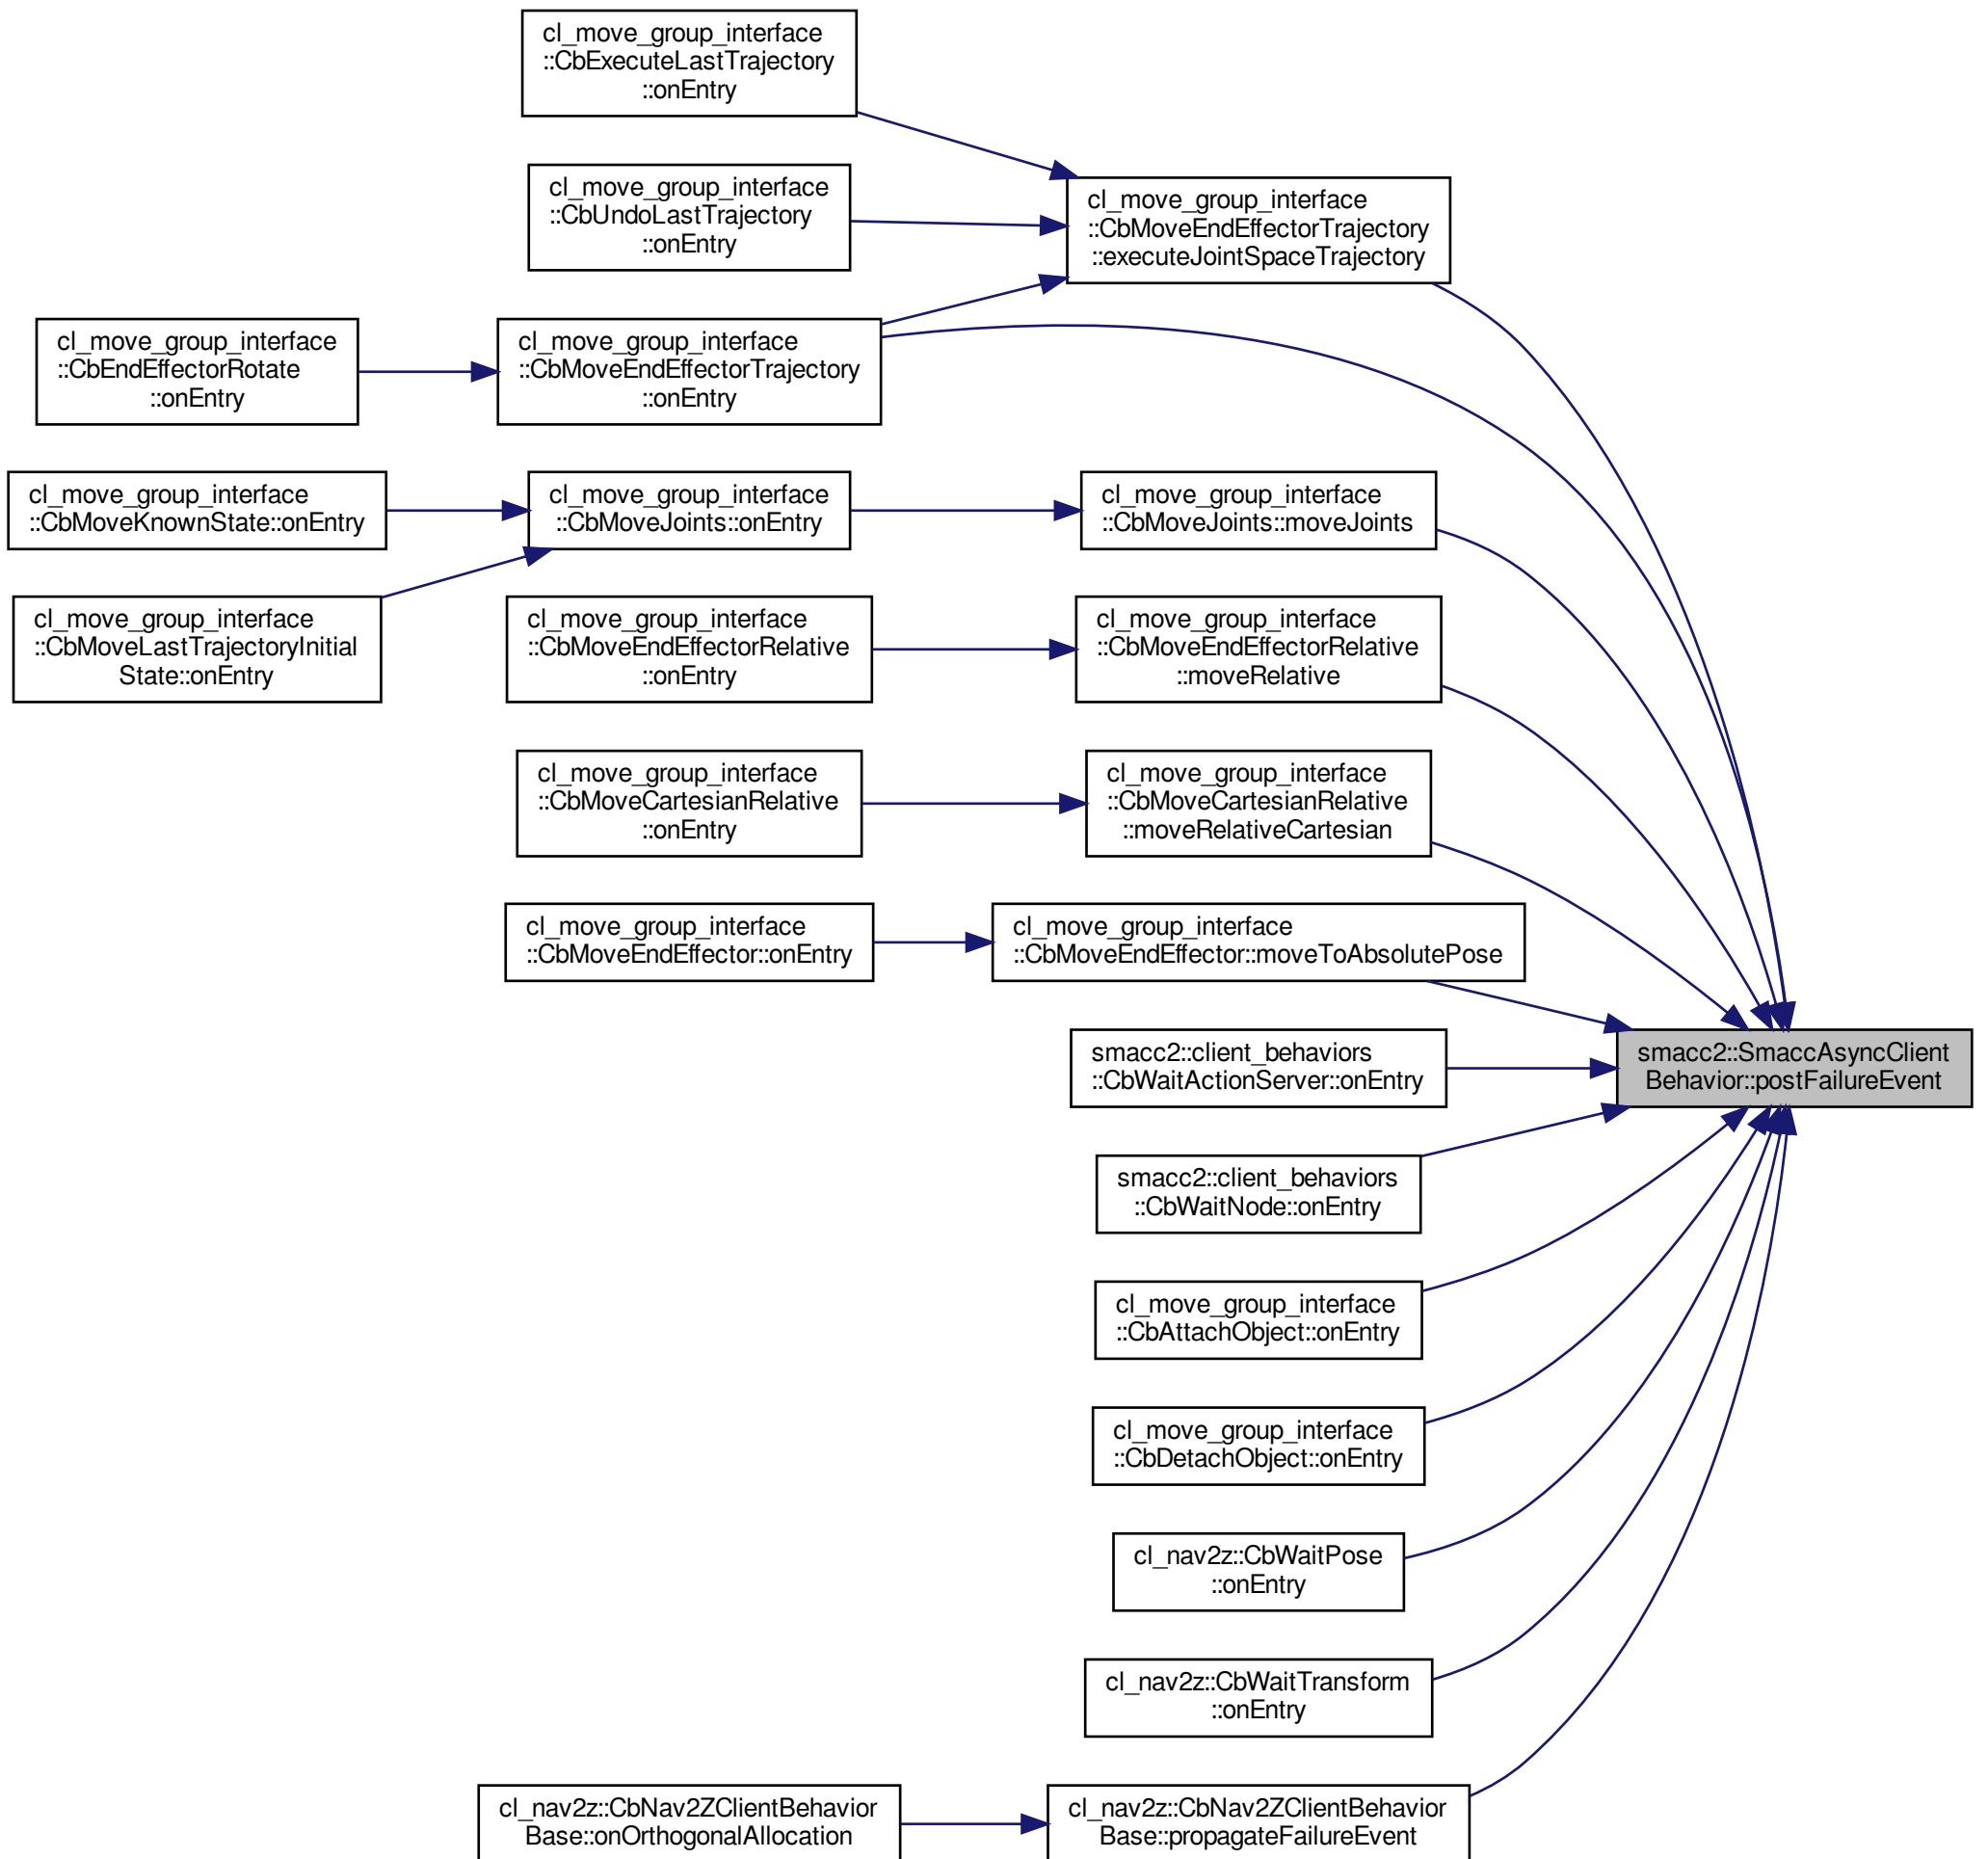 cl_move_group_interface
::CbExecuteLastTrajectory
::onEntry
cl_move_group_interface
::CbUndoLastTrajectory
::onEntry
cl_move_group_interface
::CbMoveEndEffectorTrajectory
::executeJointSpaceTrajectory
cl_move_group_interface
::CbEndEffectorRotate
::onEntry
cl_move_group_interface
::CbMoveEndEffectorTrajectory
::onEntry
cl_move_group_interface
::CbMoveKnownState::onEntry
cl_move_group_interface
::CbMoveJoints::onEntry
cl_move_group_interface
::CbMoveJoints::moveJoints
cl_move_group_interface
::CbMoveLastTrajectoryInitial
State::onEntry
cl_move_group_interface
::CbMoveEndEffectorRelative
::onEntry
cl_move_group_interface
::CbMoveEndEffectorRelative
::moveRelative
cl_move_group_interface
::CbMoveCartesianRelative
::onEntry
cl_move_group_interface
::CbMoveCartesianRelative
::moveRelativeCartesian
cl_move_group_interface
::CbMoveEndEffector::onEntry
cl_move_group_interface
::CbMoveEndEffector::moveToAbsolutePose
smacc2::client_behaviors
::CbWaitActionServer::onEntry
smacc2::SmaccAsyncClient
Behavior::postFailureEvent
smacc2::client_behaviors
::CbWaitNode::onEntry
cl_move_group_interface
::CbAttachObject::onEntry
cl_move_group_interface
::CbDetachObject::onEntry
cl_nav2z::CbWaitPose
::onEntry
cl_nav2z::CbWaitTransform
::onEntry
cl_nav2z::CbNav2ZClientBehavior
Base::onOrthogonalAllocation
cl_nav2z::CbNav2ZClientBehavior
Base::propagateFailureEvent